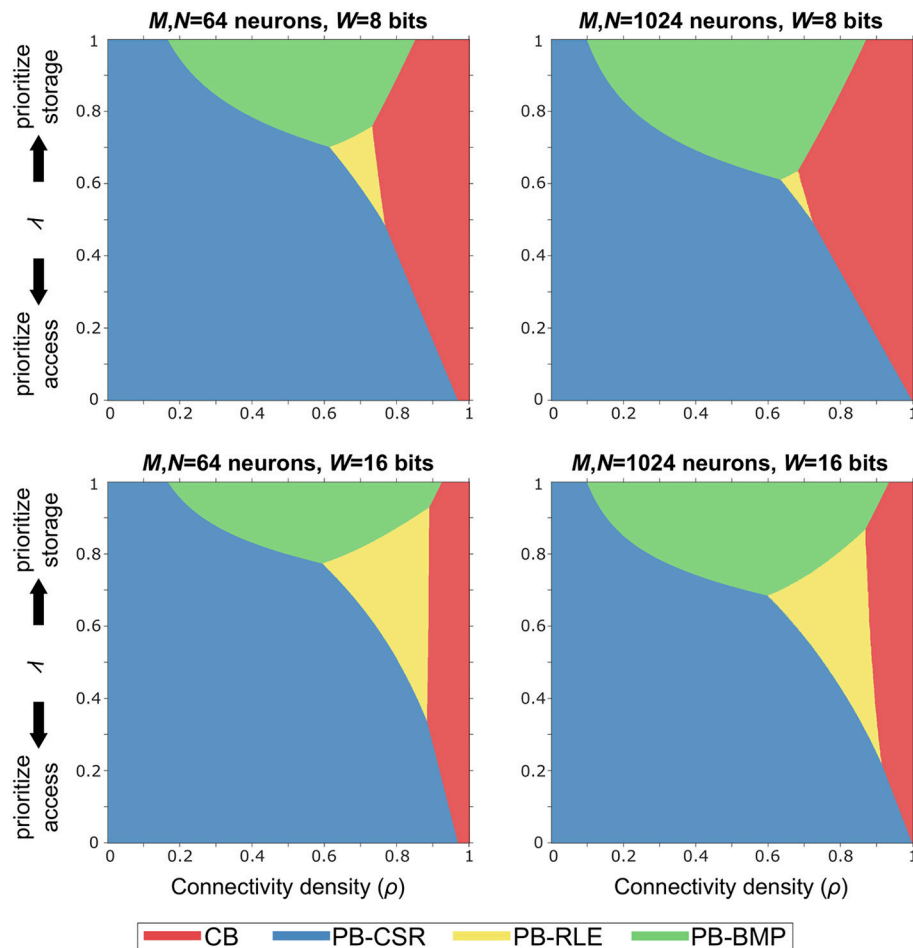 M,N=64 neurons, W=8 bits
M,N=1024 neurons, W=8 bits
prioritize storage
λ
prioritize access
1
0.8
0.6
0.4
0.2
0
0 0.2 0.4 0.6 0.8 1
1
0.8
0.6
0.4
0.2
0
0 0.2 0.4 0.6 0.8 1
M,N=64 neurons, W=16 bits
M,N=1024 neurons, W=16 bits
prioritize storage
λ
prioritize access
1
0.8
0.6
0.4
0.2
0
0 0.2 0.4 0.6 0.8 1
1
0.8
0.6
0.4
0.2
0
0 0.2 0.4 0.6 0.8 1
Connectivity density (ρ)
Connectivity density (ρ)
CB PB-CSR PB-RLE PB-BMP